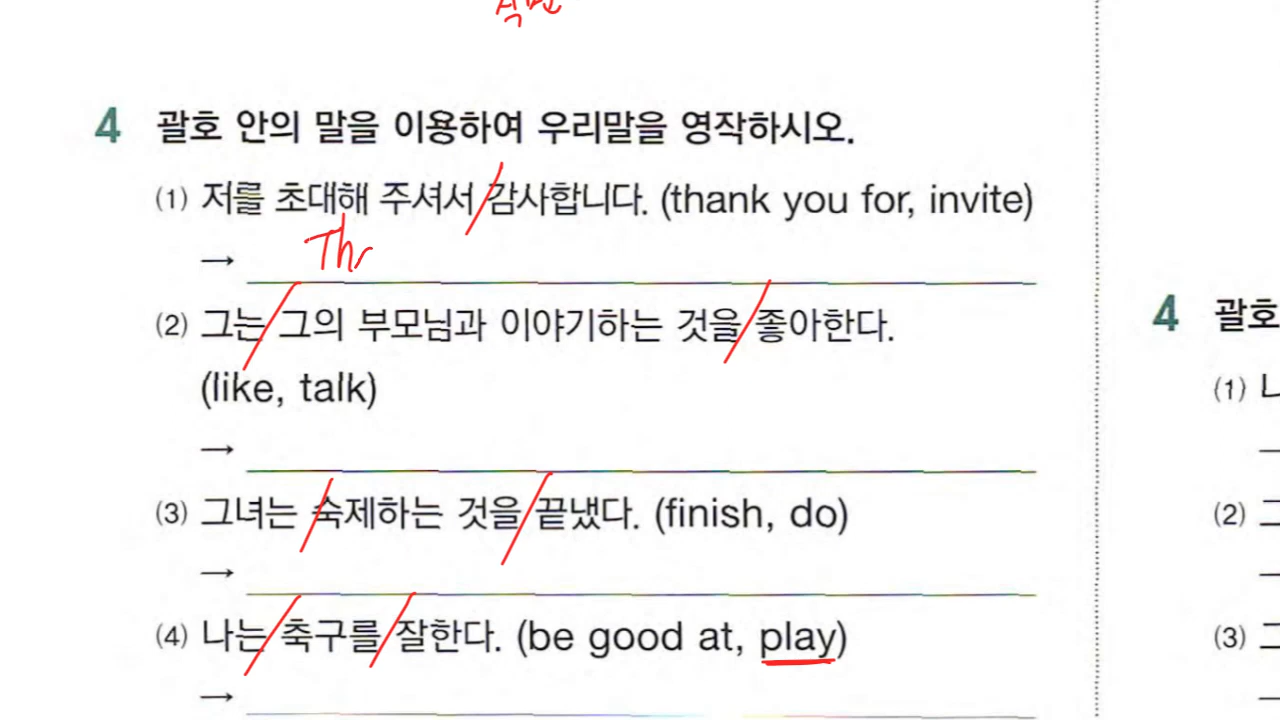 4 괄호 안의 말을 이용하여 우리말을 영작하시오.
(1) 저를 초대해 주셔서 감사합니다. (thank you for, invite)
Thr
→
(2) 그는 그의 부모님과 이야기하는 것을 좋아한다.
(like, talk)
→
(3) 그녀는 숙제하는 것을 끝냈다. (finish, do)
→
(4) 나는 축구를 잘한다. (be good at, play)
→
4 괄호
(1) 나
(2) 그
(3) 그